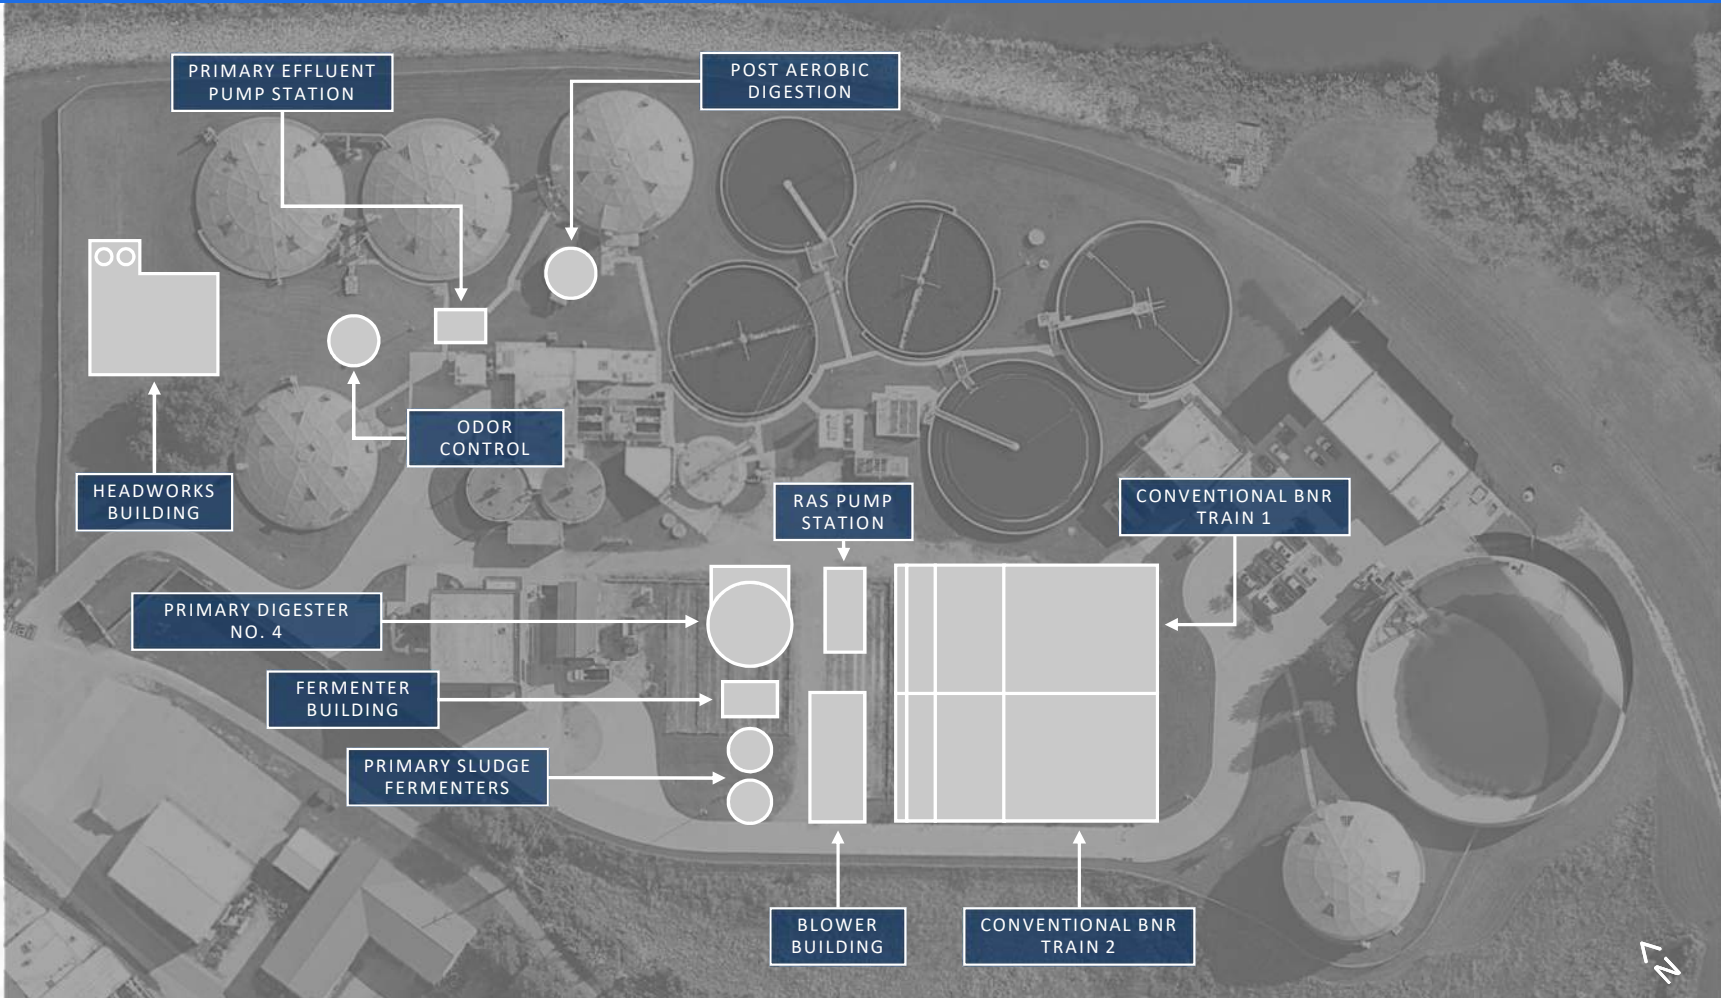 PRIMARY EFFLUENT
PUMP STATION
POST AEROBIC
DIGESTION
ODOR
CONTROL
HEADWORKS
BUILDING
RAS PUMP
STATION
CONVENTIONAL BNR
TRAIN 1
PRIMARY DIGESTER
NO. 4
FERMENTER
BUILDING
PRIMARY SLUDGE
FERMENTERS
BLOWER
BUILDING
CONVENTIONAL BNR
TRAIN 2
N